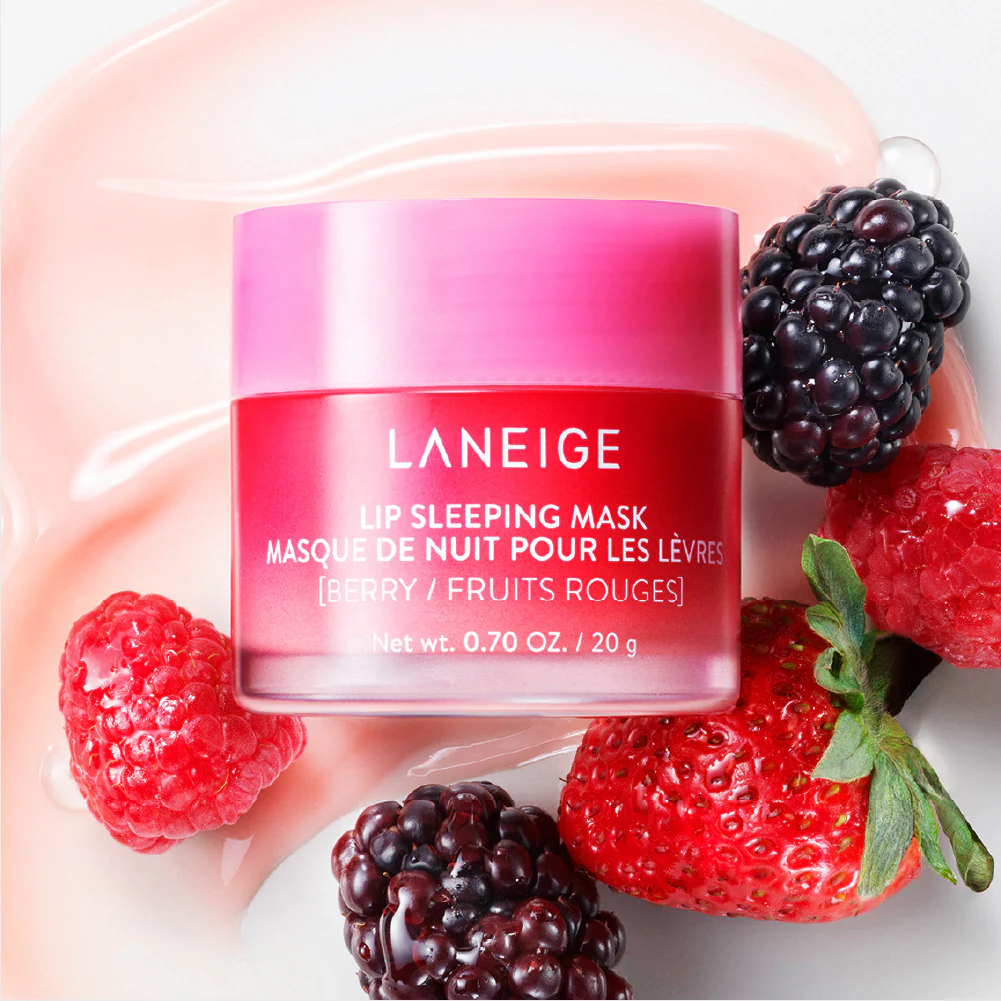 LANEIGE
LIP SLEEPING MASK
MASQUE DE NUIT POUR LES LÈVRES
[BERRY / FRUITS ROUGES]
Net wt. 0.70 OZ. / 20 g